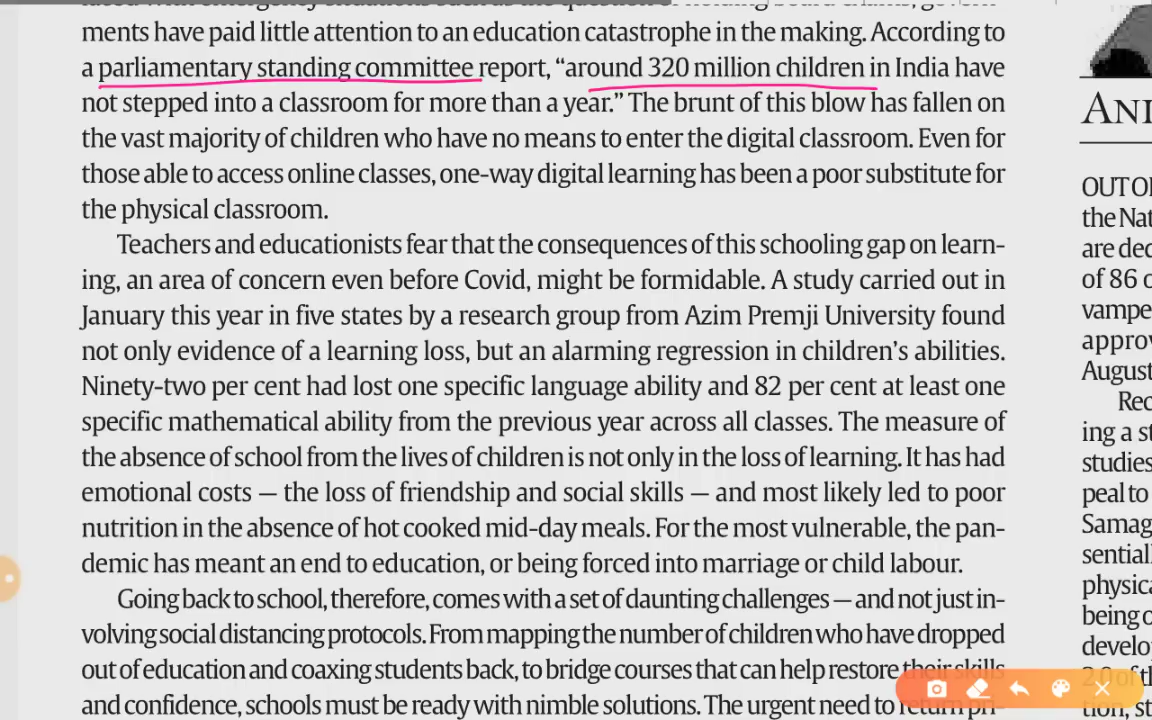 ments have paid little attention to an education catastrophe in the making. According to
a parliamentary standing committee report, “around 320 million children in India have
not stepped into a classroom for more than a year.” The brunt of this blow has fallen on
the vast majority of children who have no means to enter the digital classroom. Even for
those able to access online classes, one-way digital learning has been a poor substitute for
the physical classroom.
Teachers and educationists fear that the consequences of this schooling gap on learn-
ing, an area of concern even before Covid, might be formidable. A study carried out in
January this year in five states by a research group from Azim Premji University found
not only evidence of a learning loss, but an alarming regression in children’s abilities.
Ninety-two per cent had lost one specific language ability and 82 per cent at least one
specific mathematical ability from the previous year across all classes. The measure of
the absence of school from the lives of children is not only in the loss of learning. It has had
emotional costs — the loss of friendship and social skills — and most likely led to poor
nutrition in the absence of hot cooked mid-day meals. For the most vulnerable, the pan-
demic has meant an end to education, or being forced into marriage or child labour.
Going back to school, therefore, comes with a set of daunting challenges — and not just in-
volving social distancing protocols. From mapping the number of children who have dropped
out of education and coaxing students back, to bridge courses that can help restore their skills
and confidence, schools must be ready with nimble solutions. The urgent need to return pri-
AN
OUT O
the Nat
are dec
of 86
vampe
approv
August
Rec
ing a st
studies
peal to
Samag
sentiall
physica
being
develo
2.0 of th
tion, st